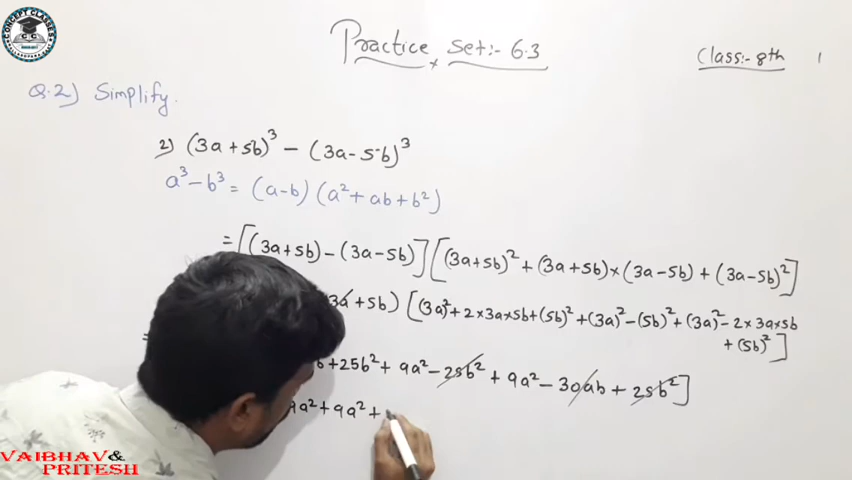 CONCEPT CLASSES
C.C
Practice Set:- 6.3
Class:- 8th
Q.2) Simplify.
2) (3a + 5b)³ - (3a - 5b)³
a³ - b³ = (a-b) (a² + ab + b²)
= [(3a+5b) - (3a-5b)] [(3a+5b)² + (3a+5b) × (3a-5b) + (3a-5b)²]
3a + 5b) [(3a)² + 2 × 3a × 5b + (5b)² + (3a)² - (5b)² + (3a)² - 2 × 3a × 5b
+ (5b)²]
=
b + 25b² + 9a² - 25b² + 9a² - 30ab + 25b²]
9a² + 9a² +
VAIBHAV &
PRITESH